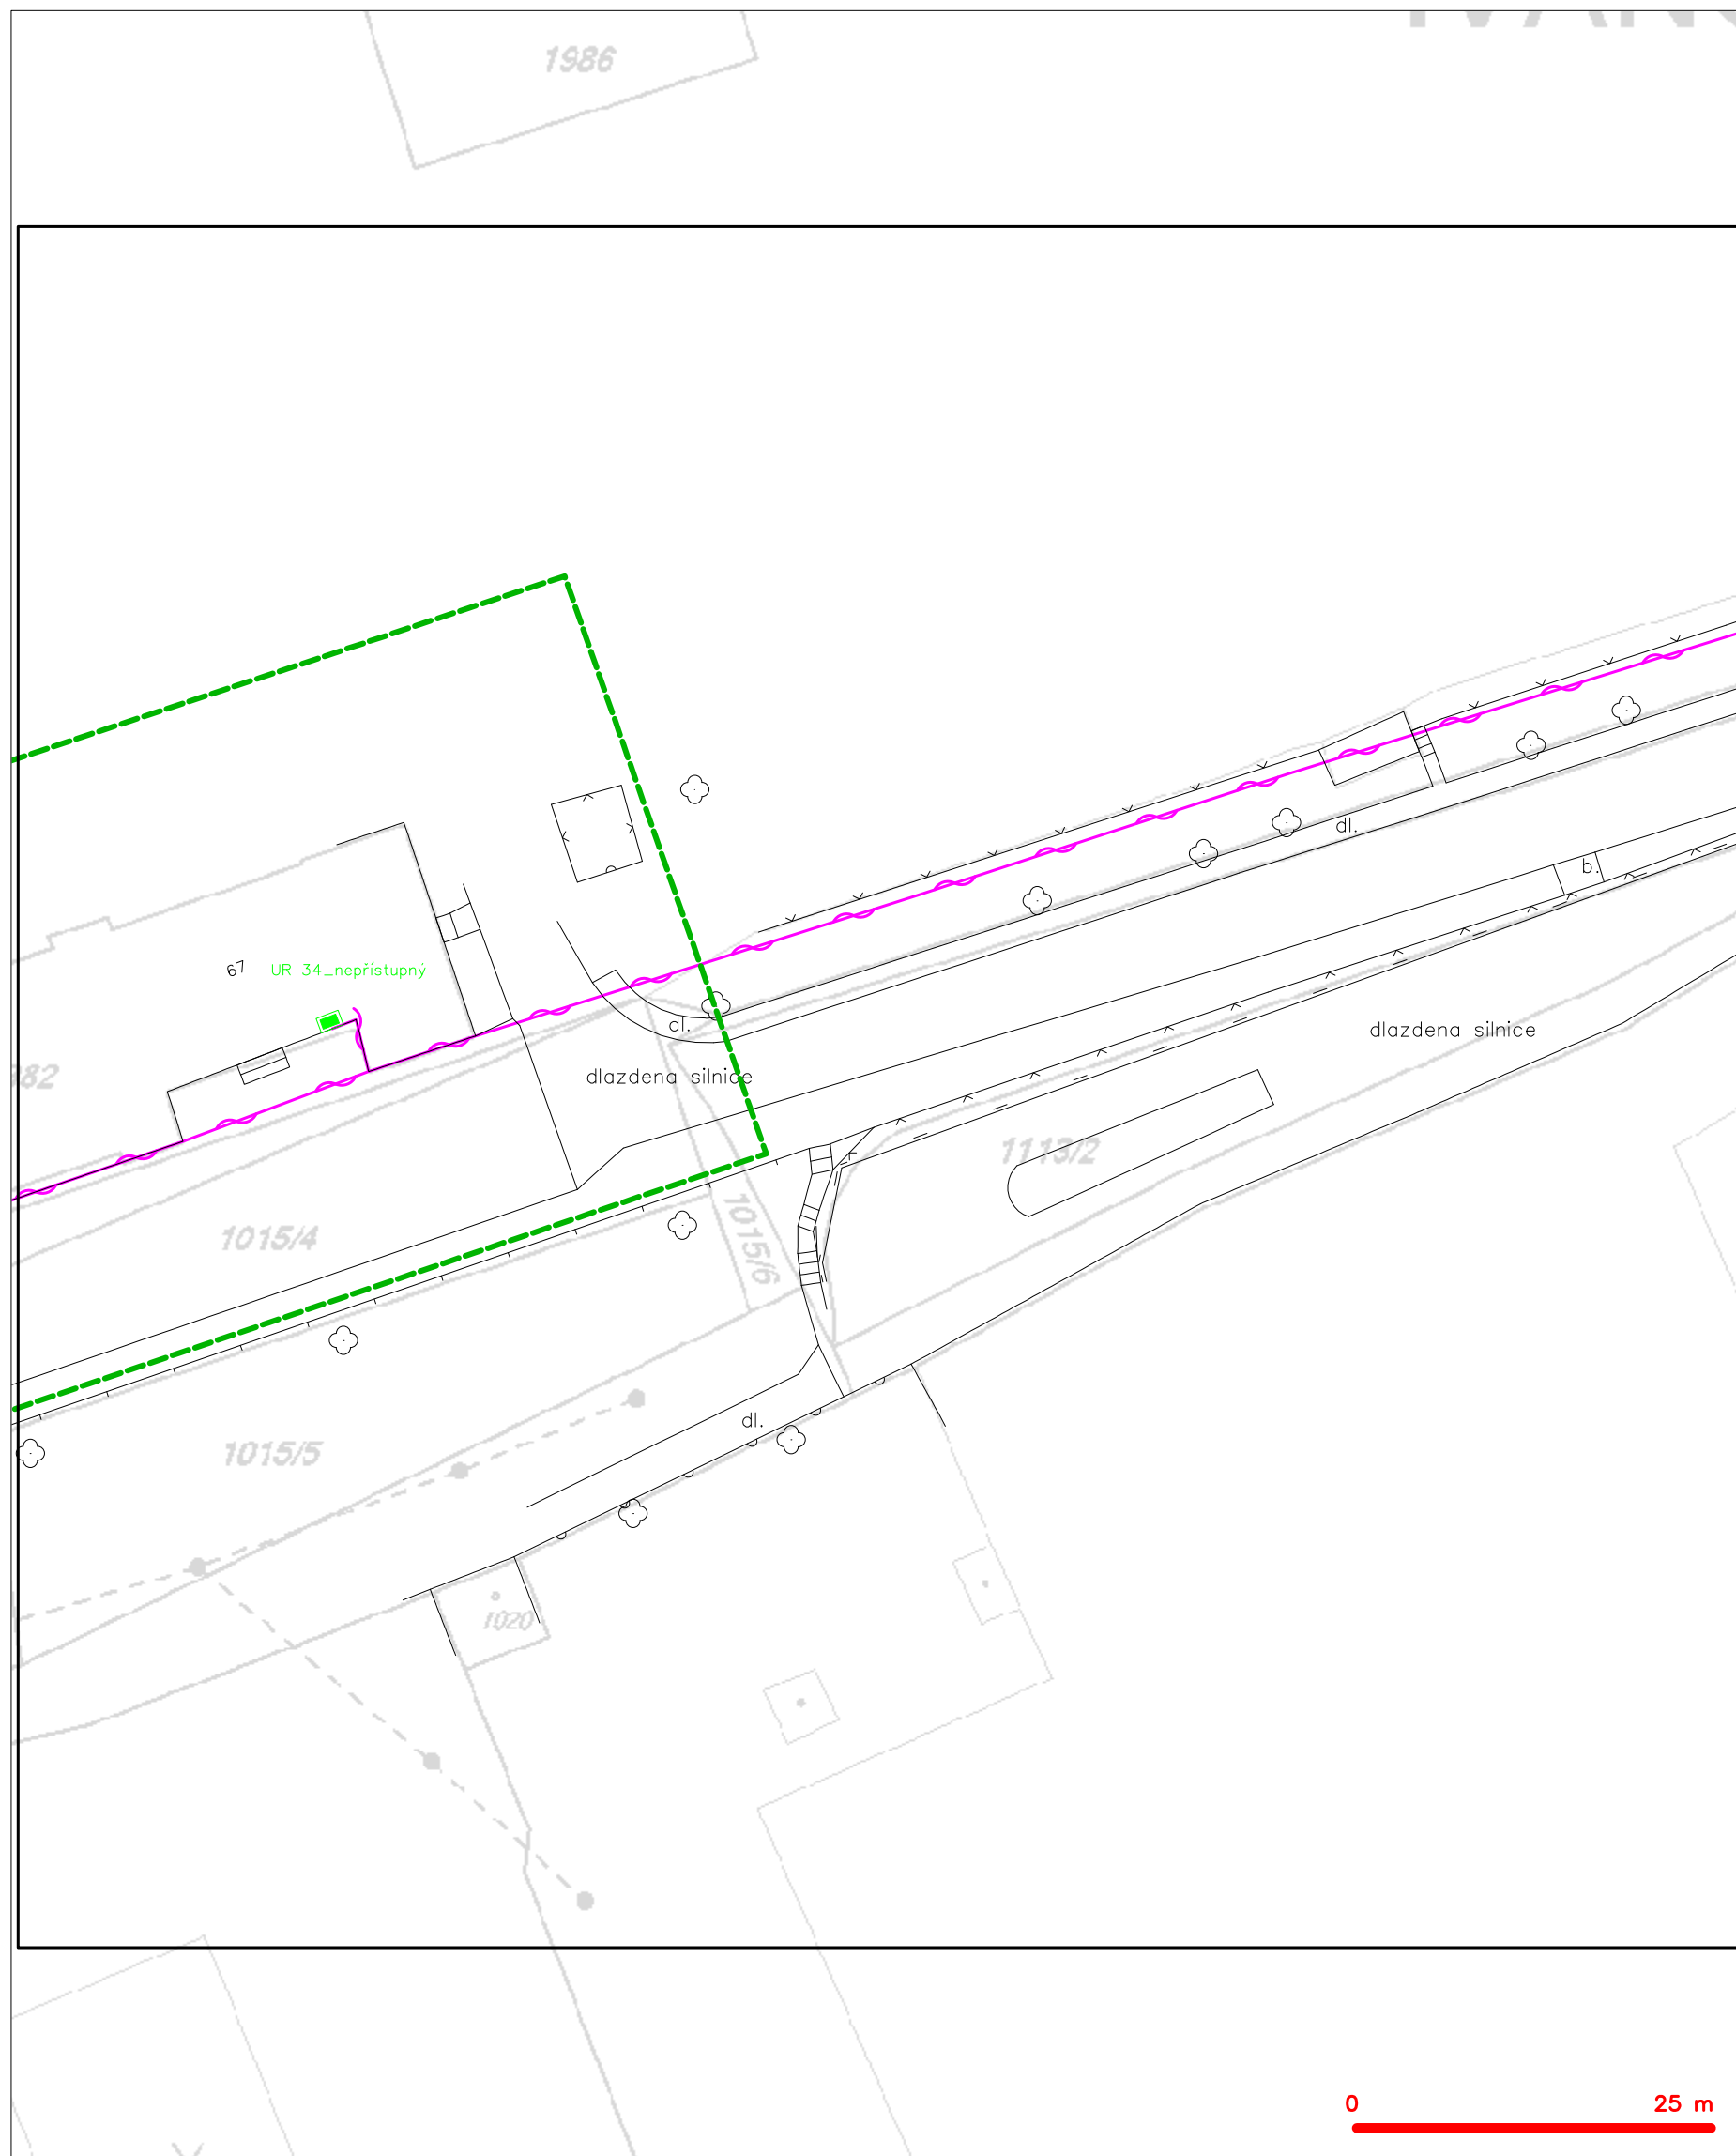 1986
dl.
b.
67 UR 34_nepřístupný
dl.
dlazdena silnice
dlazdena silnice
1113/2
1015/4
1015/6
dl.
1015/5
1020
0 25 m